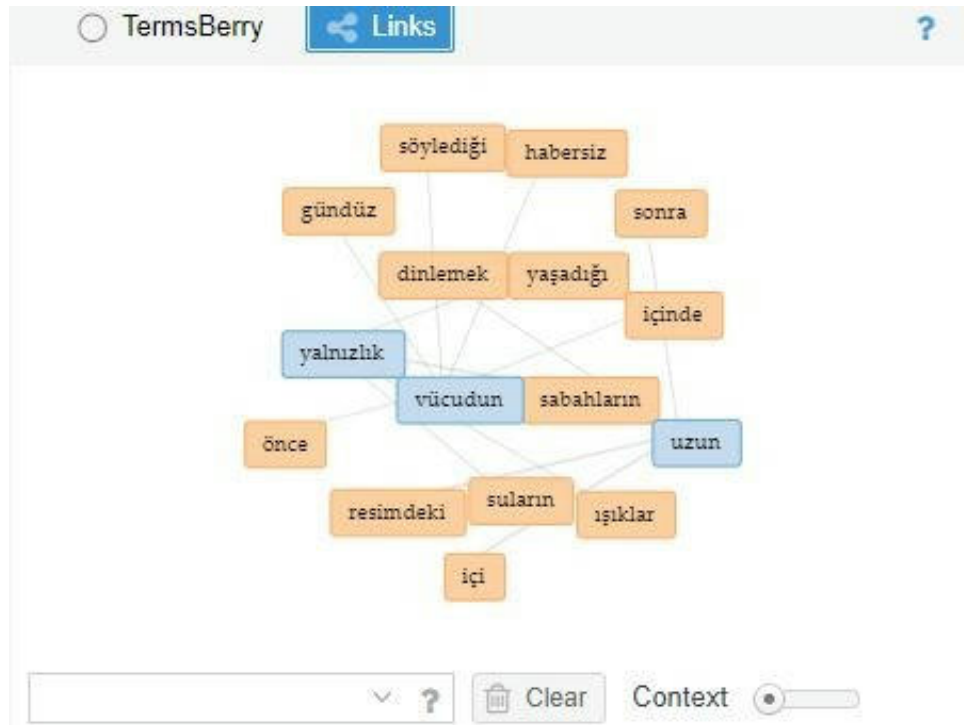 TermsBerry Links ?
söylediği habersiz
gündüz sonra
dinlemek yaşadığı
içinde
yalnızlık
vücudun sabahların
önce uzun
resimdeki suların ışıklar
içi
? Clear Context